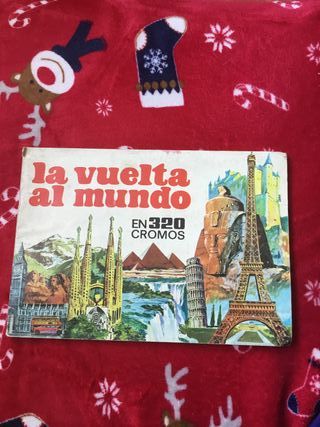 la vuelta
al mundo
EN 320
CROMOS